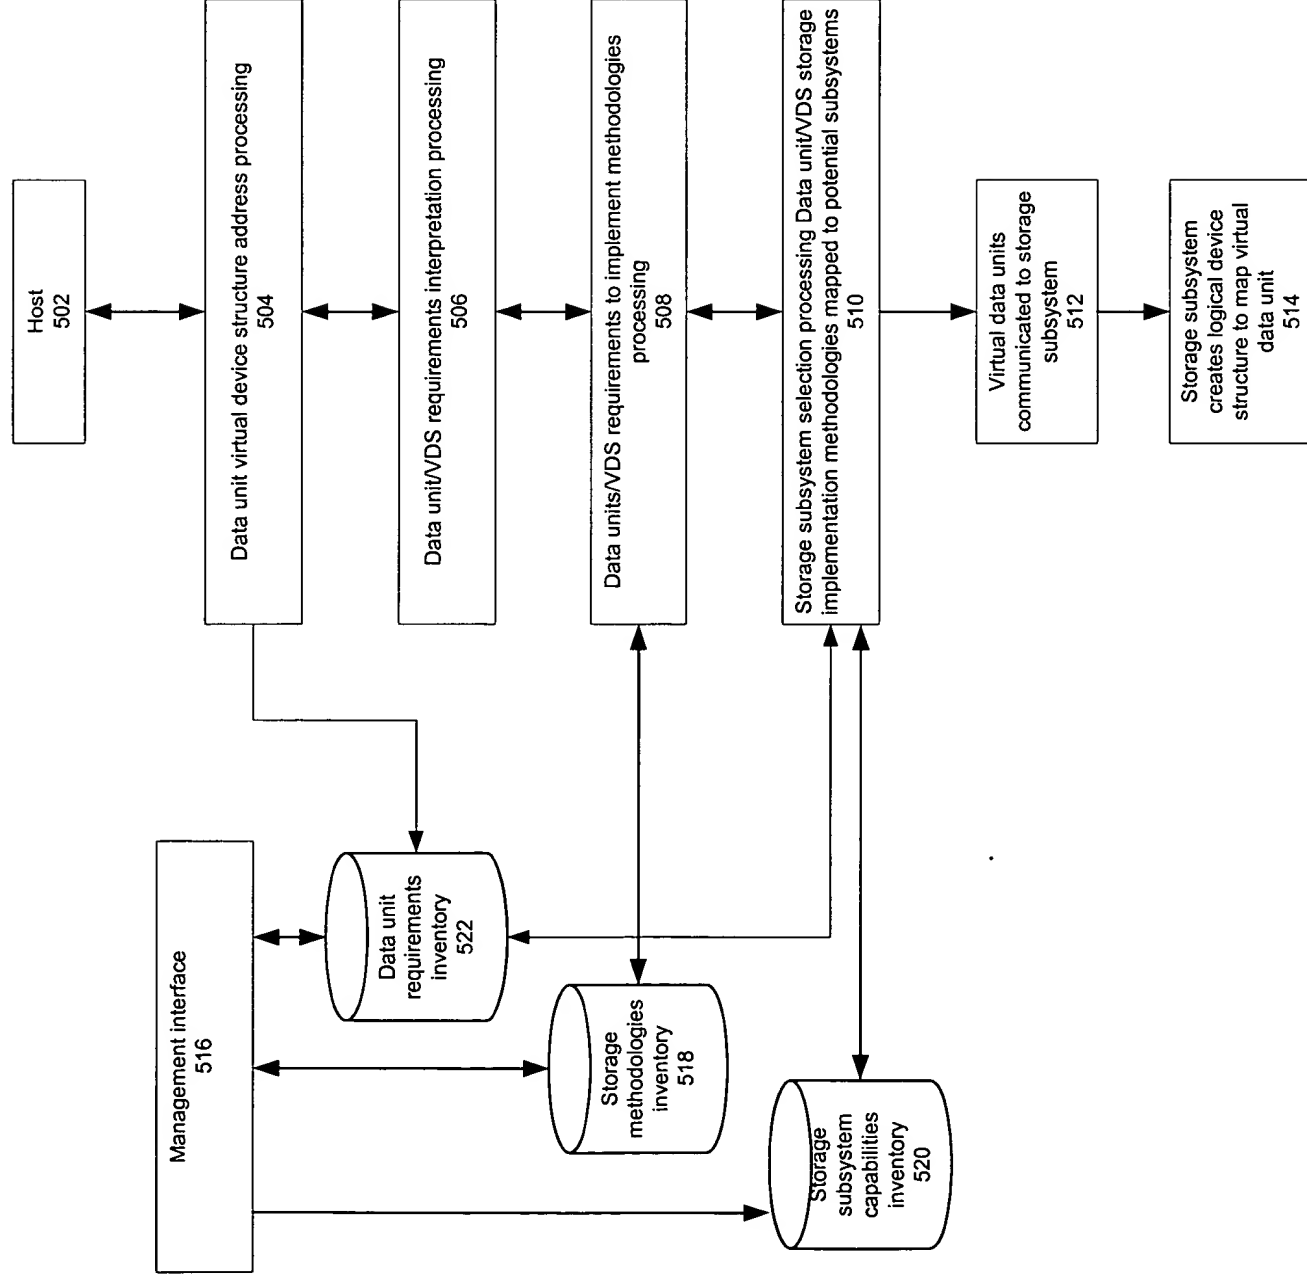 Host
502
Data unit virtual device structure address processing
504
Data unit/VDS requirements interpretation processing
506
Data units/VDS requirements to implement methodologies
processing
508
Storage subsystem selection processing Data unit/VDS storage
implementation methodologies mapped to potential subsystems
510
Virtual data units
communicated to storage
subsystem
512
Storage subsystem
creates logical device
structure to map virtual
data unit
514
Management interface
516
Data unit
requirements
inventory
522
Storage
methodologies
inventory
518
Storage
subsystem
capabilities
inventory
520